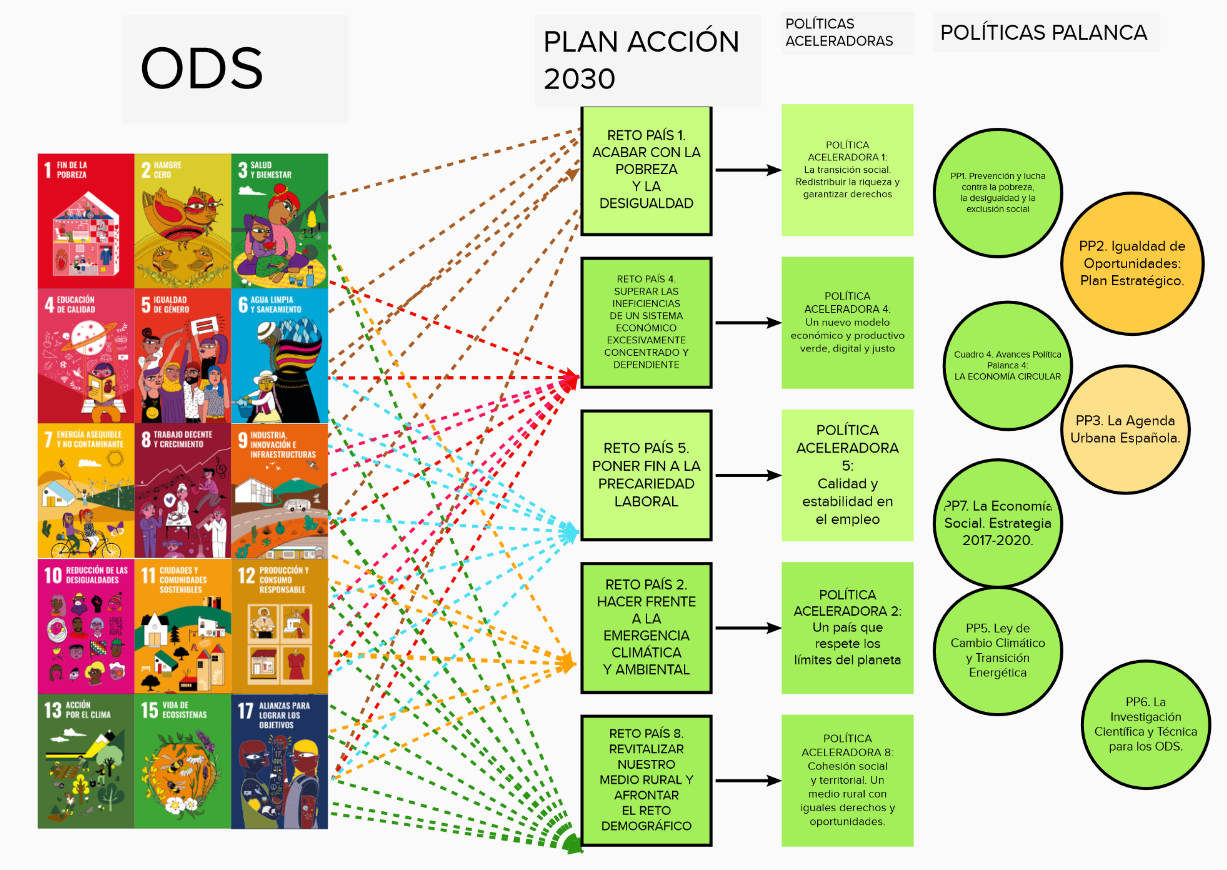 ODS
PLAN ACCIÓN
2030
POLÍTICAS
ACELERADORAS
POLÍTICAS PALANCA
1 FIN DE LA
POBREZA
2 HAMBRE
CERO
3 SALUD
Y BIENESTAR
4 EDUCACIÓN
DE CALIDAD
5 IGUALDAD
DE GÉNERO
6 AGUA LIMPIA
Y SANEAMIENTO
7 ENERGÍA ASEQUIBLE
Y NO CONTAMINANTE
8 TRABAJO DECENTE
Y CRECIMIENTO
9 INDUSTRIA,
INNOVACIÓN E
INFRAESTRUCTURAS
10 REDUCCIÓN DE LAS
DESIGUALDADES
11 CIUDADES Y
COMUNIDADES
SOSTENIBLES
12 PRODUCCIÓN Y
CONSUMO
RESPONSABLE
13 ACCIÓN
POR EL CLIMA
15 VIDA DE
ECOSISTEMAS
17 ALIANZAS PARA
LOGRAR LOS
OBJETIVOS
RETO PAÍS 1.
ACABAR CON LA
POBREZA
Y LA
DESIGUALDAD
RETO PAÍS 4.
SUPERAR LAS
INEFICIENCIAS
DE UN SISTEMA
ECONÓMICO
EXCESIVAMENTE
CONCENTRADO Y
DEPENDIENTE
RETO PAÍS 5.
PONER FIN A LA
PRECARIEDAD
LABORAL
RETO PAÍS 2.
HACER FRENTE
A LA
EMERGENCIA
CLIMÁTICA
Y AMBIENTAL
RETO PAÍS 8.
REVITALIZAR
NUESTRO
MEDIO RURAL Y
AFRONTAR
EL RETO
DEMOGRÁFICO
POLÍTICA
ACELERADORA 1:
La transición social.
Redistribuir la riqueza y
garantizar derechos
POLÍTICA
ACELERADORA 4.
Un nuevo modelo
económico y productivo
verde, digital y justo
POLÍTICA
ACELERADORA
5:
Calidad y
estabilidad en
el empleo
POLÍTICA
ACELERADORA 2:
Un país que
respete los
límites del planeta
POLÍTICA
ACELERADORA 8:
Cohesión social
y territorial. Un
medio rural con
iguales derechos y
oportunidades.
PP1. Prevención y lucha
contra la pobreza,
la desigualdad y la
exclusión social
PP2. Igualdad de
Oportunidades:
Plan Estratégico.
Cuadro 4. Avances Política
Palanca 4:
LA ECONOMÍA CIRCULAR
PP3. La Agenda
Urbana Española.
PP7. La Economía
Social. Estrategia
2017-2020.
PP5. Ley de
Cambio Climático
y Transición
Energética
PP6. La
Investigación
Científica y Técnica
para los ODS.